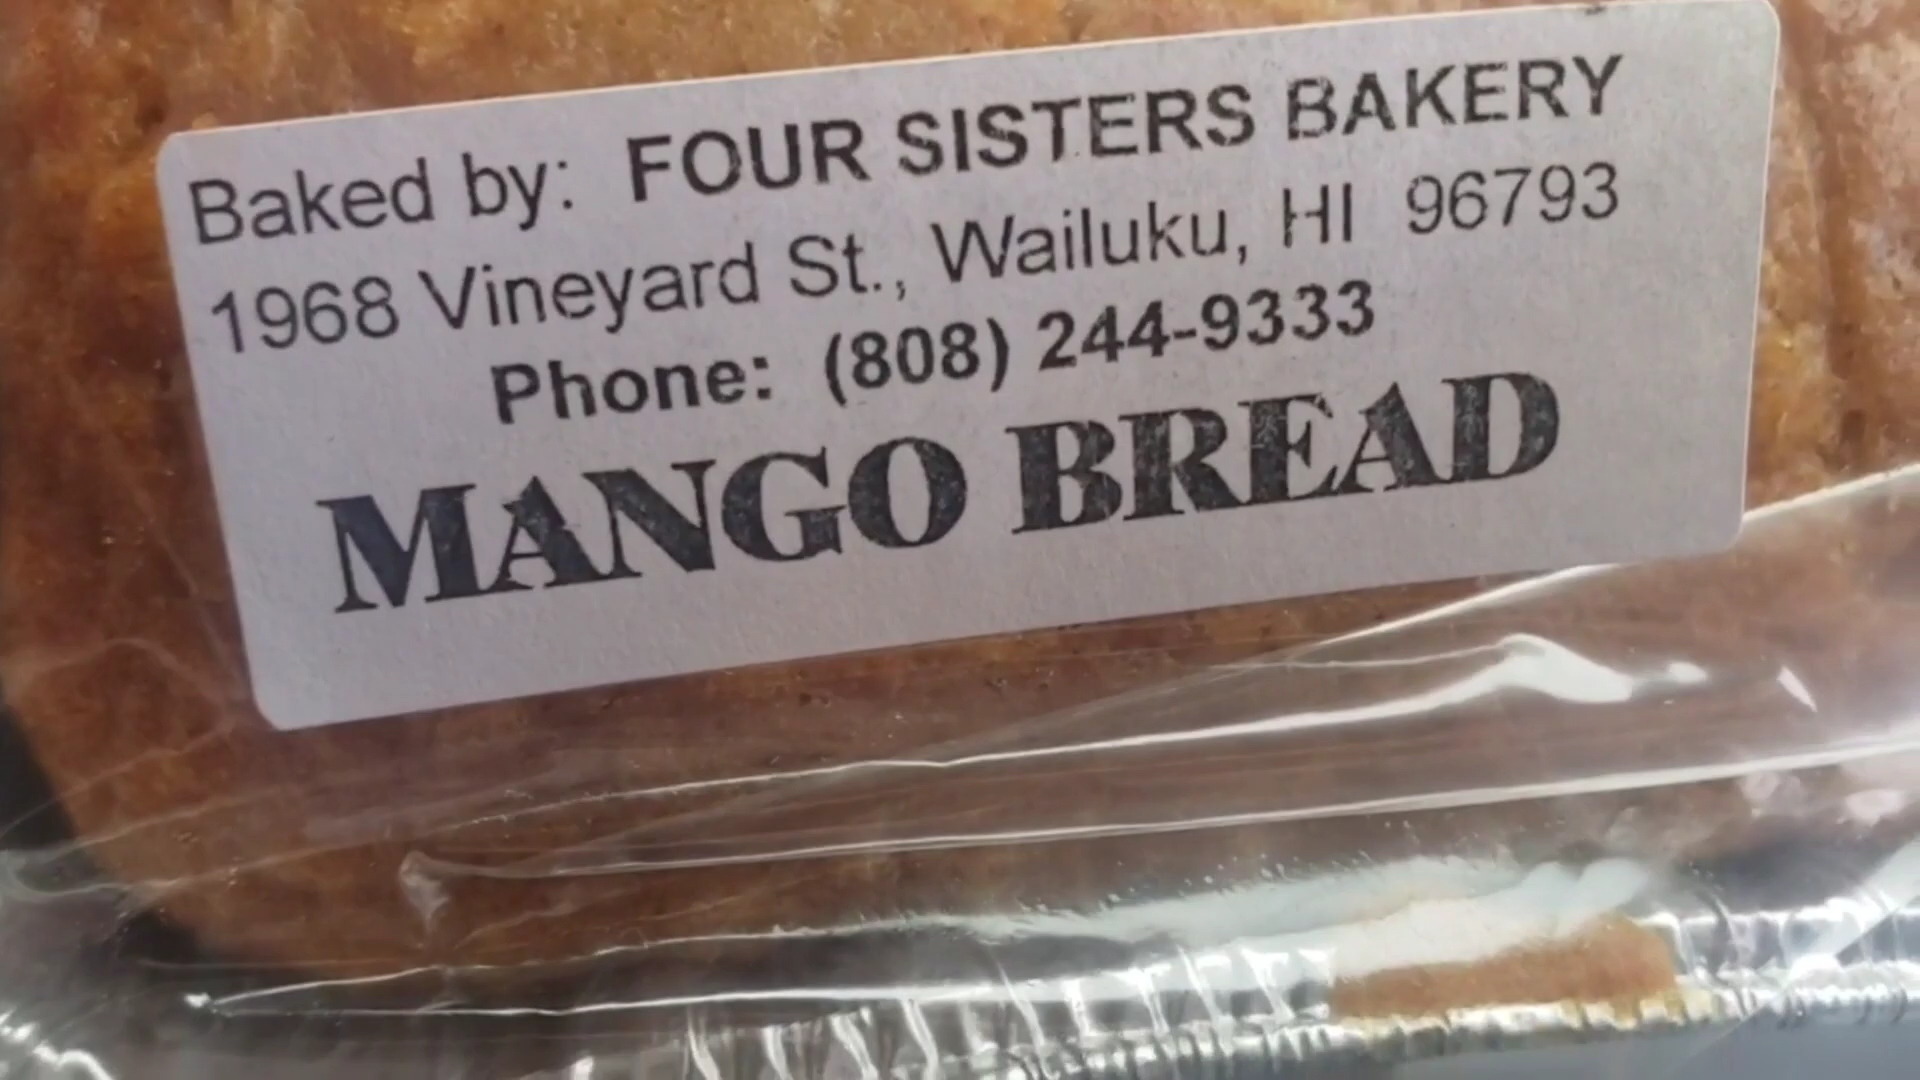 Baked by: FOUR SISTERS BAKERY
1968 Vineyard St., Wailuku, HI 96793
Phone: (808) 244-9333
MANGO BREAD